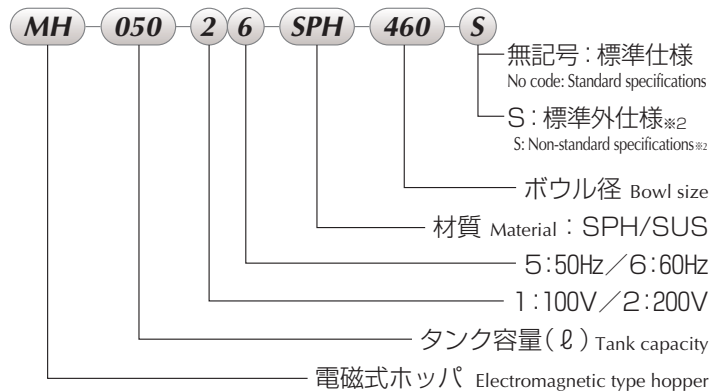 MH 050 2 6 SPH 460 S
無記号：標準仕様
No code: Standard specifications
S：標準外仕様※2
S: Non-standard specifications※2
ボウル径 Bowl size
材質 Material：SPH/SUS
5:50Hz／6:60Hz
1:100V／2:200V
タンク容量(ℓ) Tank capacity
電磁式ホッパ Electromagnetic type hopper